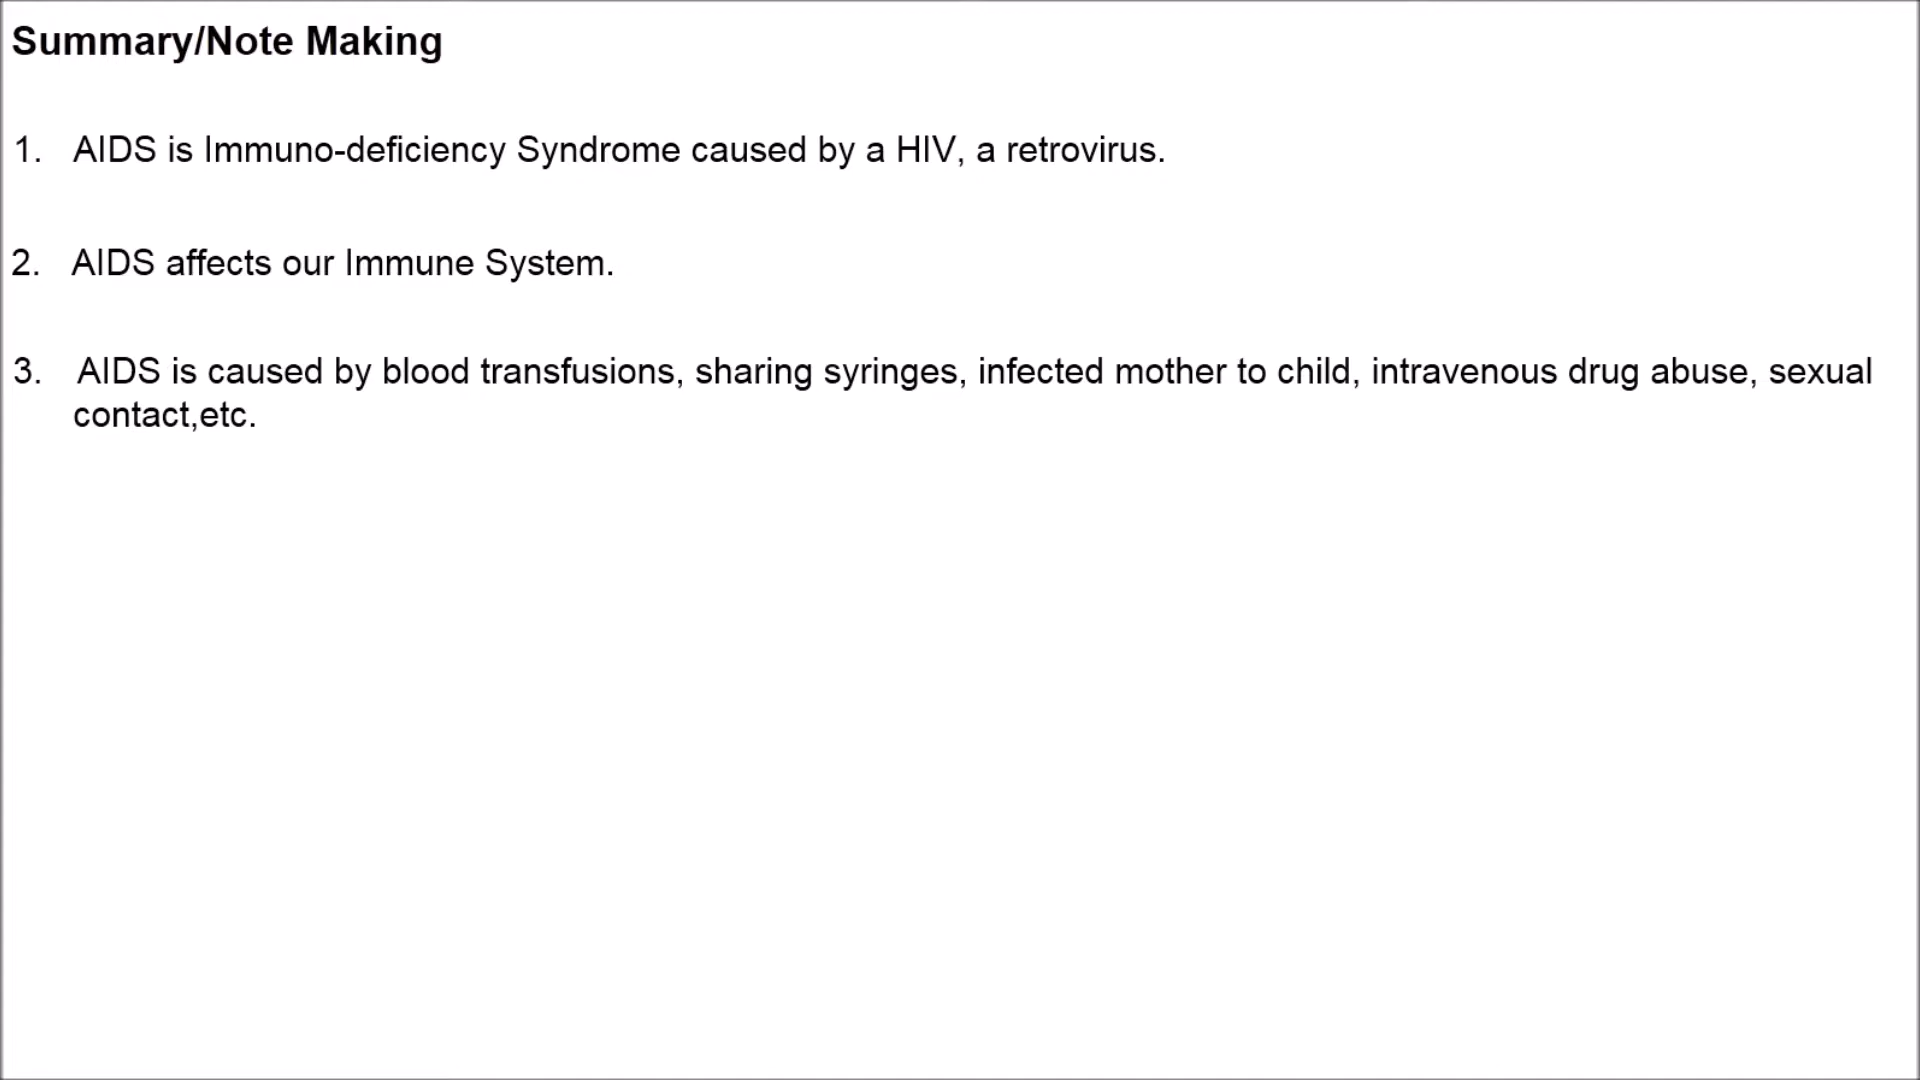 Summary/Note Making
1. AIDS is Immuno-deficiency Syndrome caused by a HIV, a retrovirus.
2. AIDS affects our Immune System.
3. AIDS is caused by blood transfusions, sharing syringes, infected mother to child, intravenous drug abuse, sexual
contact,etc.